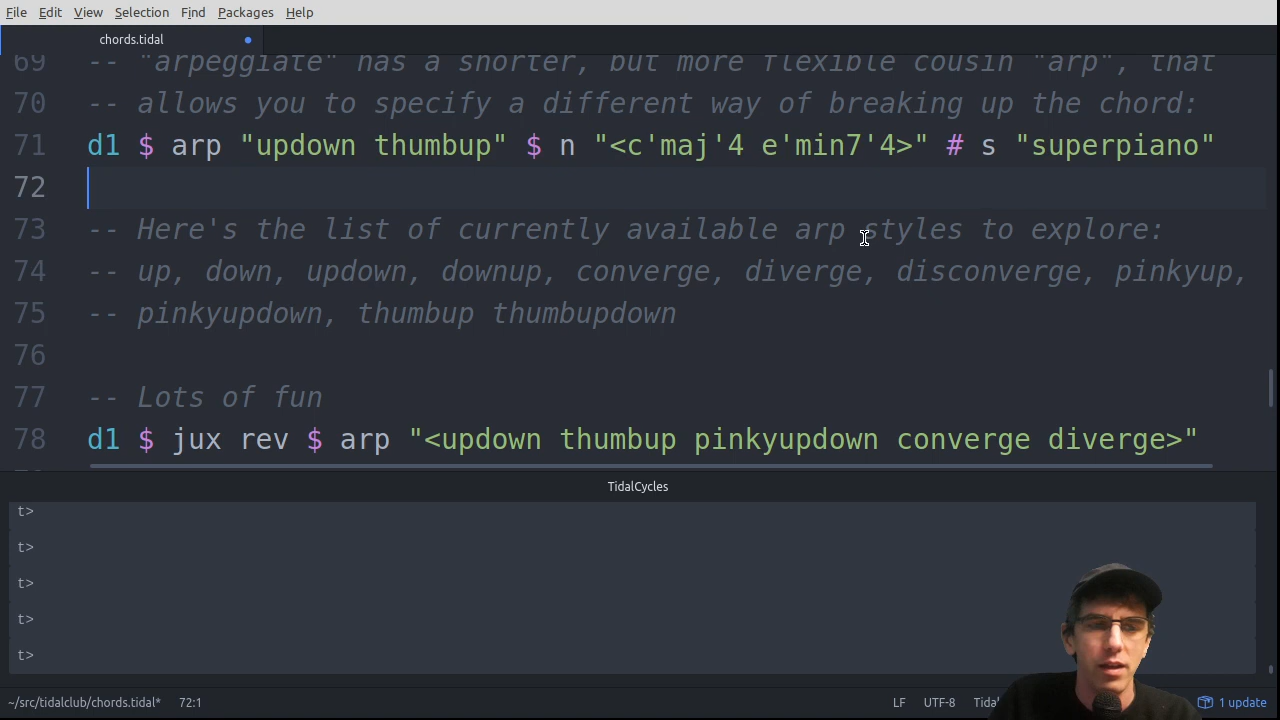 File Edit View Selection Find Packages Help
chords.tidal
69 -- "arpeggiate" has a shorter, but more flexible cousin "arp", that
70 -- allows you to specify a different way of breaking up the chord:
71 d1 $ arp "updown thumbup" $ n "<c'maj'4 e'min7'4>" # s "superpiano"
72
73 -- Here's the list of currently available arp styles to explore:
74 -- up, down, updown, downup, converge, diverge, disconverge, pinkyup,
75 -- pinkyupdown, thumbup thumbupdown
76
77 -- Lots of fun
78 d1 $ jux rev $ arp "<updown thumbup pinkyupdown converge diverge>"
TidalCycles
t>
t>
t>
t>
t>
~/src/tidalclub/chords.tidal* 72:1 LF UTF-8 Tidal 1 update